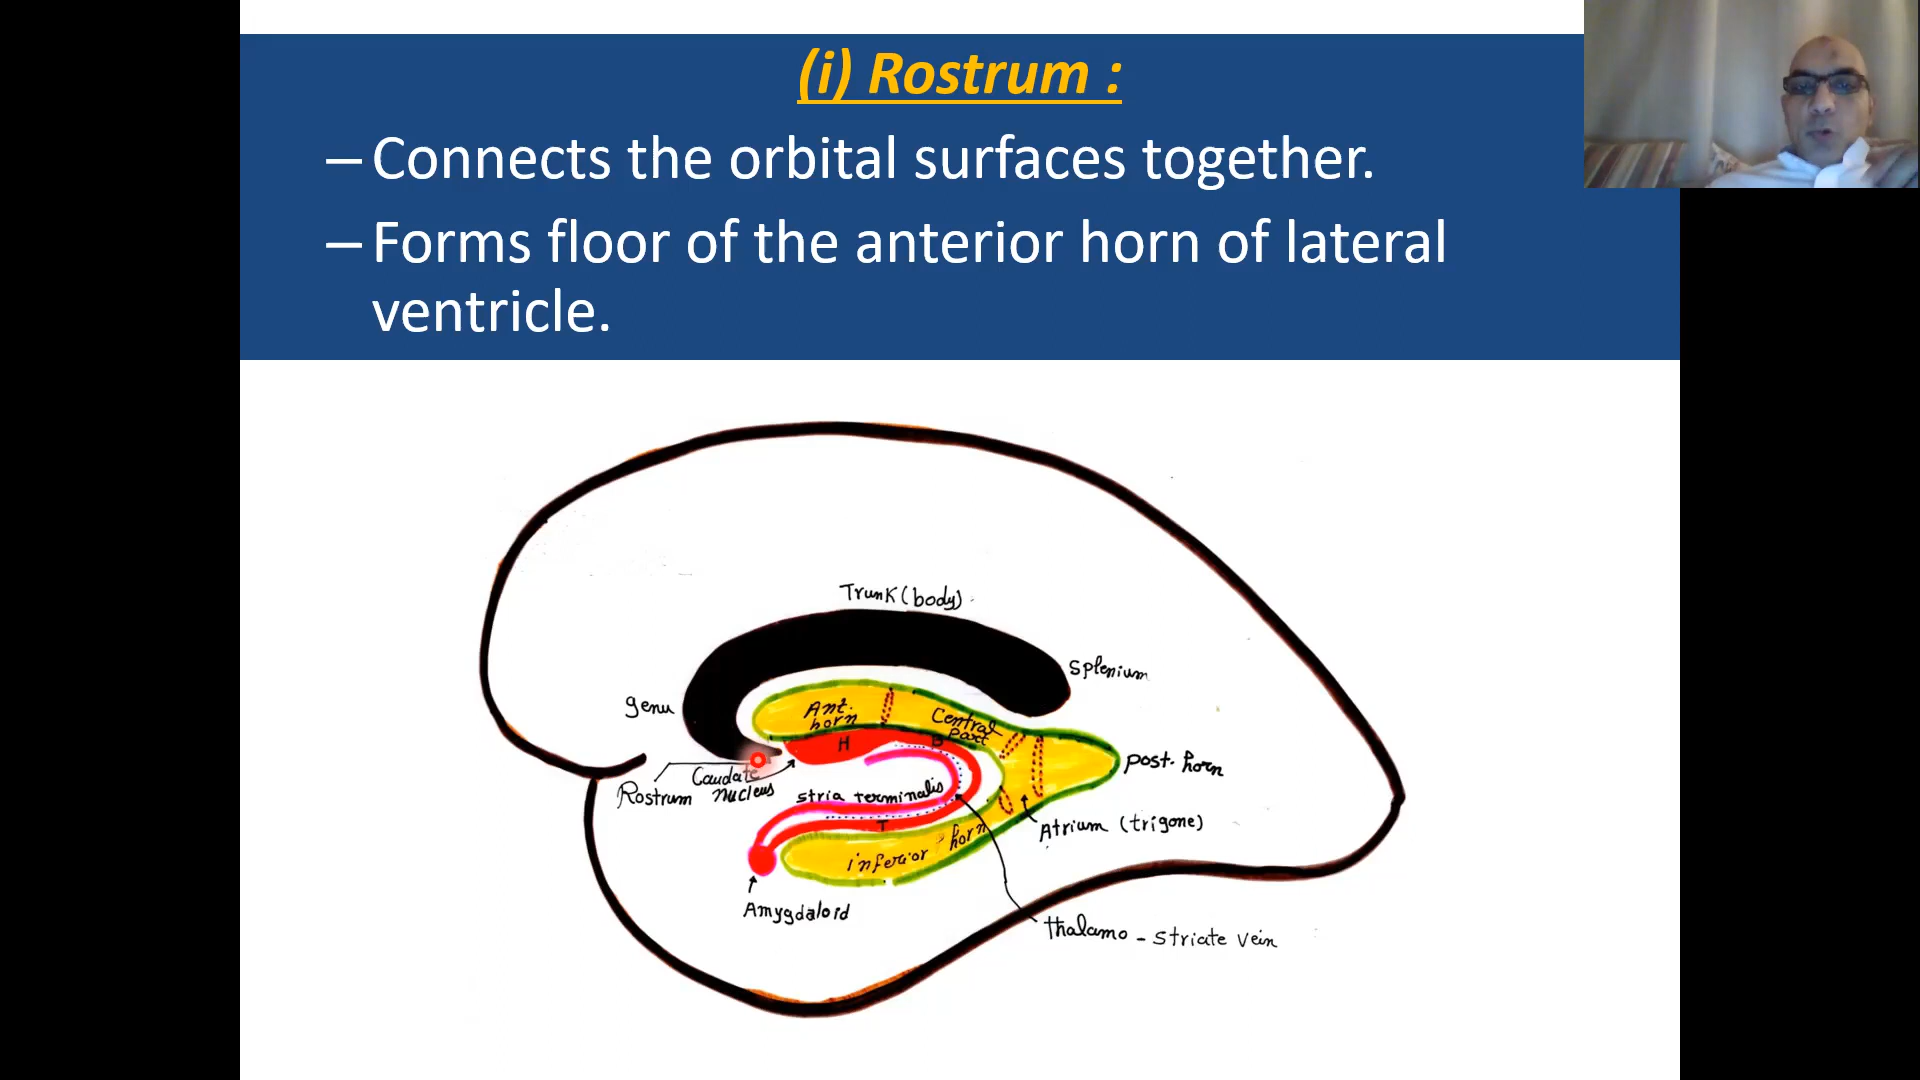 (i) Rostrum :
– Connects the orbital surfaces together.
– Forms floor of the anterior horn of lateral
ventricle.
Trunk (body)
Splenium
genu
Ant.
horn
Central
Part
H
B
post. horn
Rostrum
Caudate
nucleus
stria terminalis
T
Atrium (trigone)
inferior horn
Amygdaloid
thalamo - striate vein